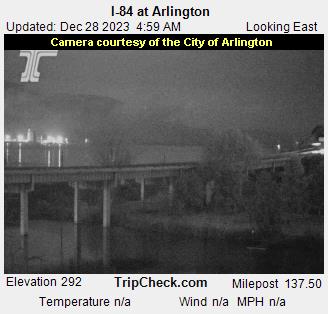 I-84 at Arlington
Updated: Dec 28 2023 4:59 AM Looking East
Camera courtesy of the City of Arlington
Elevation 292 TripCheck.com Milepost 137.50
Temperature n/a Wind n/a MPH n/a